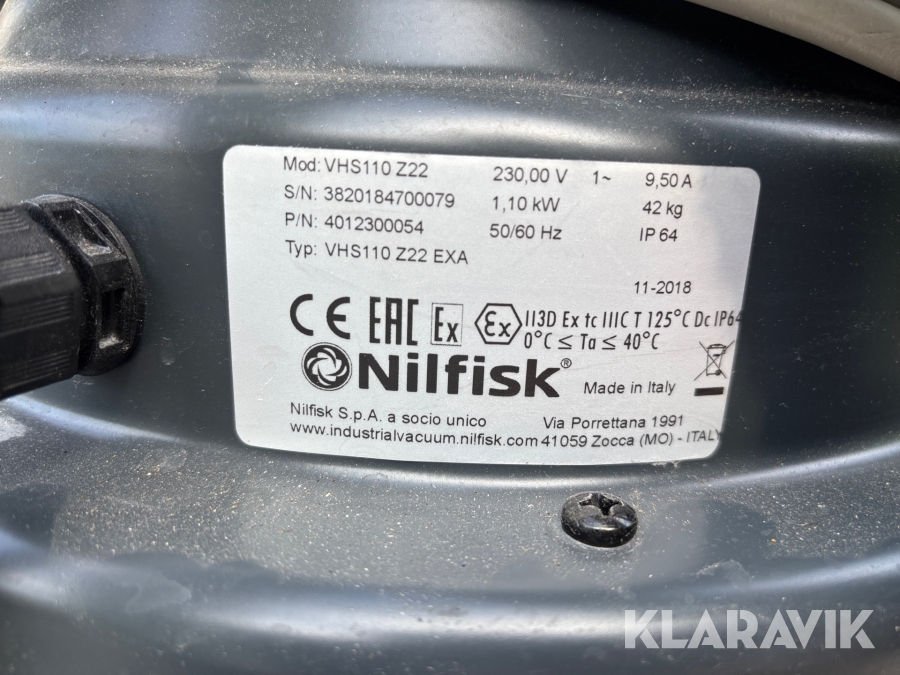 Mod: VHS110 Z22 230,00 V 1~ 9,50 A
S/N: 3820184700079 1,10 kW 42 kg
P/N: 4012300054 50/60 Hz IP 64
Typ: VHS110 Z22 EXA
11-2018
CE EAC Ex Ex II3D Ex tc IIIC T 125°C Dc IP64
0°C ≤ Ta ≤ 40°C
Nilfisk® Made in Italy
Nilfisk S.p.A. a socio unico Via Porrettana 1991
www.industrialvacuum.nilfisk.com 41059 Zocca (MO) - ITALY
KLARAVIK